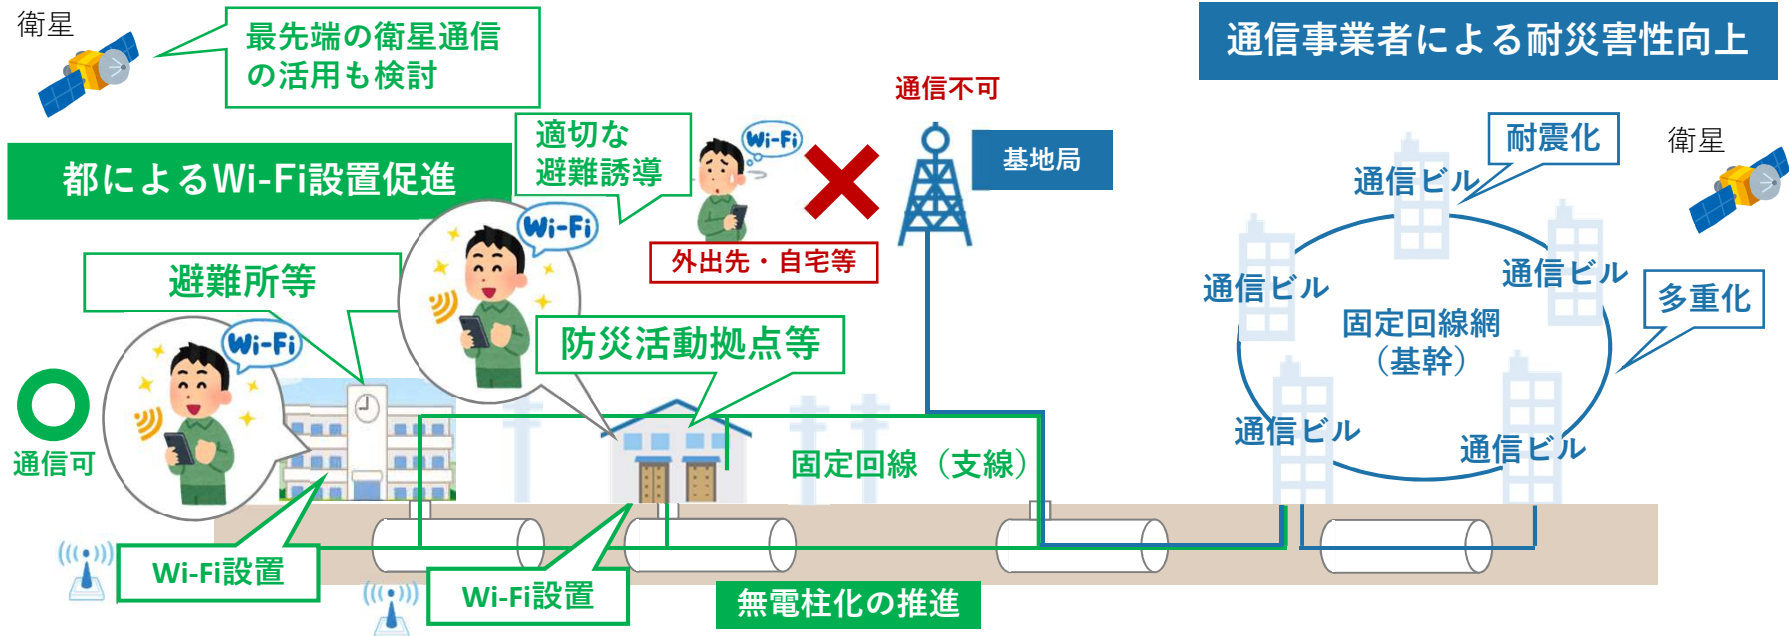 衛星
最先端の衛星通信
の活用も検討
都によるWi-Fi設置促進
適切な
避難誘導
Wi-Fi
Wi-Fi
通信不可
基地局
外出先・自宅等
避難所等
Wi-Fi
防災活動拠点等
通信可
固定回線（支線）
Wi-Fi設置
Wi-Fi設置
無電柱化の推進
通信事業者による耐災害性向上
耐震化
衛星
通信ビル
通信ビル
通信ビル
多重化
固定回線網
（基幹）
通信ビル
通信ビル